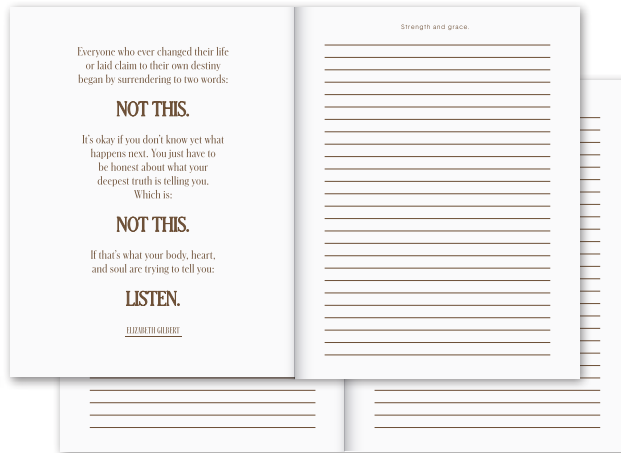 Everyone who ever changed their life
or laid claim to their own destiny
began by surrendering to two words:
NOT THIS.
It's okay if you don't know yet what
happens next. You just have to
be honest about what your
deepest truth is telling you.
Which is:
NOT THIS.
If that's what your body, heart,
and soul are trying to tell you:
LISTEN.
ELIZABETH GILBERT
Strength and grace.